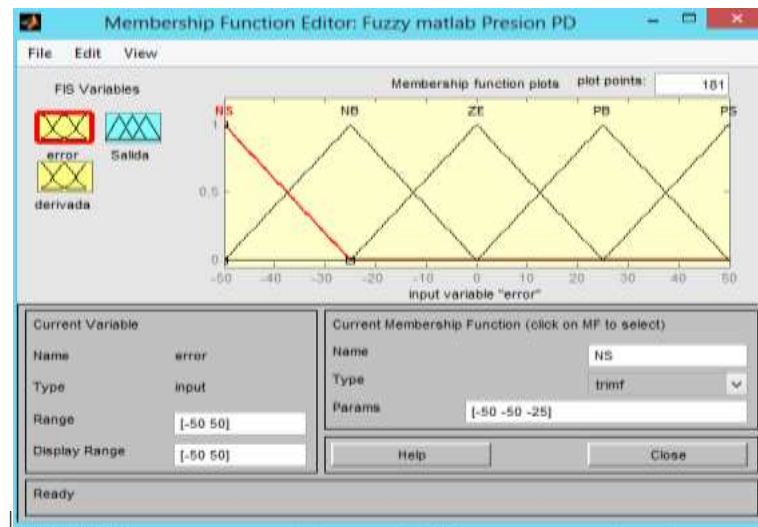 Membership Function Editor: Fuzzy matlab Presion PD
File Edit View
FIS Variables
Membership function plots plot points: 181
error
Salida
derivada
NS NB ZE PB PS
1
0.5
0
-50 -40 -30 -20 -10 0 10 20 30 40 50
input variable "error"
Current Variable
Name error
Type input
Range [-50 50]
Display Range [-50 50]
Current Membership Function (click on MF to select)
Name NS
Type trimf
Params [-50 -50 -25]
Help Close
Ready